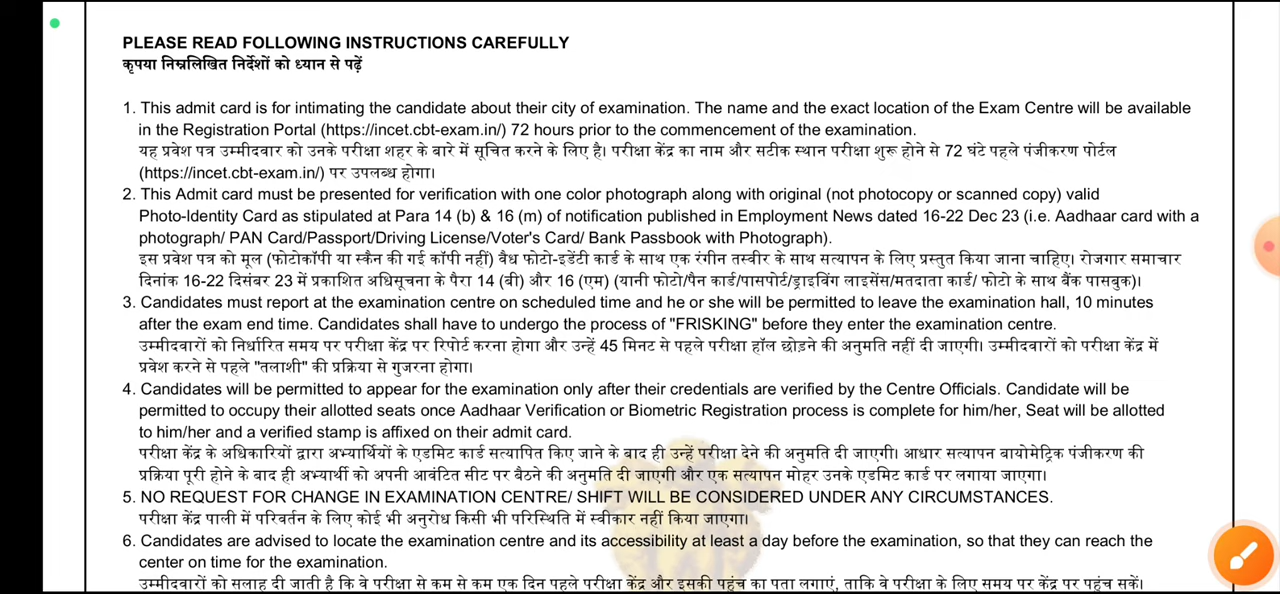 PLEASE READ FOLLOWING INSTRUCTIONS CAREFULLY
कृपया निम्नलिखित निर्देशों को ध्यान से पढ़ें
1. This admit card is for intimating the candidate about their city of examination. The name and the exact location of the Exam Centre will be available
in the Registration Portal (https://incet.cbt-exam.in/) 72 hours prior to the commencement of the examination.
यह प्रवेश पत्र उम्मीदवार को उनके परीक्षा शहर के बारे में सूचित करने के लिए है। परीक्षा केंद्र का नाम और सटीक स्थान परीक्षा शुरू होने से 72 घंटे पहले पंजीकरण पोर्टल
(https://incet.cbt-exam.in/) पर उपलब्ध होगा।
2. This Admit card must be presented for verification with one color photograph along with original (not photocopy or scanned copy) valid
Photo-Identity Card as stipulated at Para 14 (b) & 16 (m) of notification published in Employment News dated 16-22 Dec 23 (i.e. Aadhaar card with a
photograph/ PAN Card/Passport/Driving License/Voter's Card/ Bank Passbook with Photograph).
इस प्रवेश पत्र को मूल (फोटोकॉपी या स्कैन की गई कॉपी नहीं) वैध फोटो-इडेंटी कार्ड के साथ एक रंगीन तस्वीर के साथ सत्यापन के लिए प्रस्तुत किया जाना चाहिए। रोजगार समाचार
दिनांक 16-22 दिसंबर 23 में प्रकाशित अधिसूचना के पैरा 14 (बी) और 16 (एम) (यानी फोटो/पैन कार्ड/पासपोर्ट/ड्राइविंग लाइसेंस/मतदाता कार्ड/ फोटो के साथ बैंक पासबुक)।
3. Candidates must report at the examination centre on scheduled time and he or she will be permitted to leave the examination hall, 10 minutes
after the exam end time. Candidates shall have to undergo the process of "FRISKING" before they enter the examination centre.
उम्मीदवारों को निर्धारित समय पर परीक्षा केंद्र पर रिपोर्ट करना होगा और उन्हें 45 मिनट से पहले परीक्षा हॉल छोड़ने की अनुमति नहीं दी जाएगी। उम्मीदवारों को परीक्षा केंद्र में
प्रवेश करने से पहले "तलाशी" की प्रक्रिया से गुजरना होगा।
4. Candidates will be permitted to appear for the examination only after their credentials are verified by the Centre Officials. Candidate will be
permitted to occupy their allotted seats once Aadhaar Verification or Biometric Registration process is complete for him/her, Seat will be allotted
to him/her and a verified stamp is affixed on their admit card.
परीक्षा केंद्र के अधिकारियों द्वारा अभ्यार्थियों के एडमिट कार्ड सत्यापित किए जाने के बाद ही उन्हें परीक्षा देने की अनुमति दी जाएगी। आधार सत्यापन बायोमेट्रिक पंजीकरण की
प्रक्रिया पूरी होने के बाद ही अभ्यार्थी को अपनी आवंटित सीट पर बैठने की अनुमति दी जाएगी और एक सत्यापन मोहर उनके एडमिट कार्ड पर लगाया जाएगा।
5. NO REQUEST FOR CHANGE IN EXAMINATION CENTRE/ SHIFT WILL BE CONSIDERED UNDER ANY CIRCUMSTANCES.
परीक्षा केंद्र पाली में परिवर्तन के लिए कोई भी अनुरोध किसी भी परिस्थिति में स्वीकार नहीं किया जाएगा।
6. Candidates are advised to locate the examination centre and its accessibility at least a day before the examination, so that they can reach the
center on time for the examination.
उम्मीदवारों को सलाह दी जाती है कि वे परीक्षा से कम से कम एक दिन पहले परीक्षा केंद्र और इसकी पहुंच का पता लगाएं, ताकि वे परीक्षा के लिए समय पर केंद्र पर पहुंच सकें।